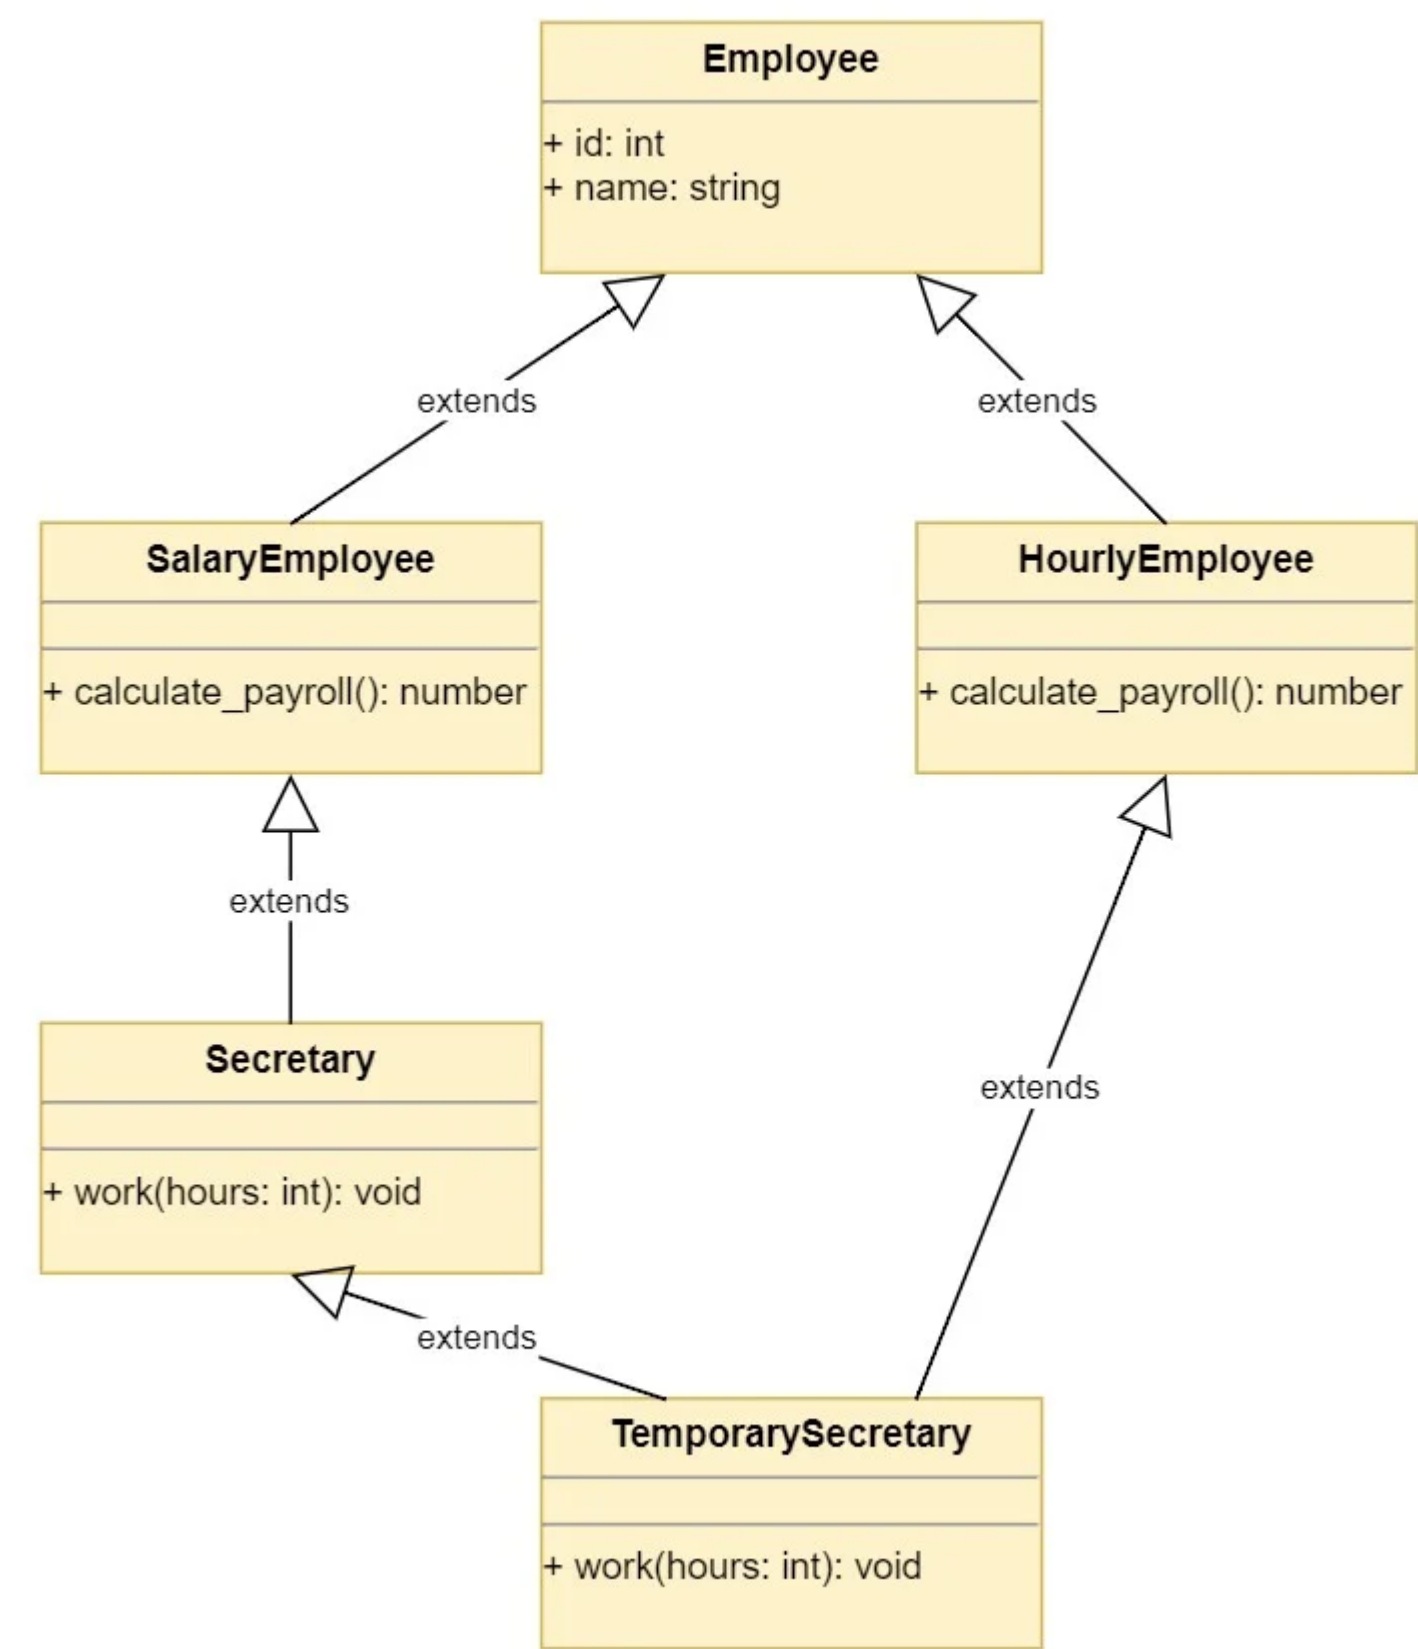 Employee
+ id: int
+ name: string
extends
extends
SalaryEmployee
+ calculate_payroll(): number
HourlyEmployee
+ calculate_payroll(): number
extends
Secretary
+ work(hours: int): void
extends
extends
TemporarySecretary
+ work(hours: int): void